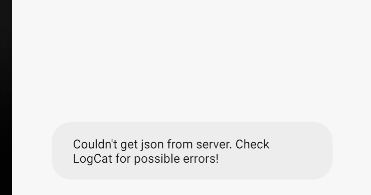 Couldn't get json from server. Check
LogCat for possible errors!